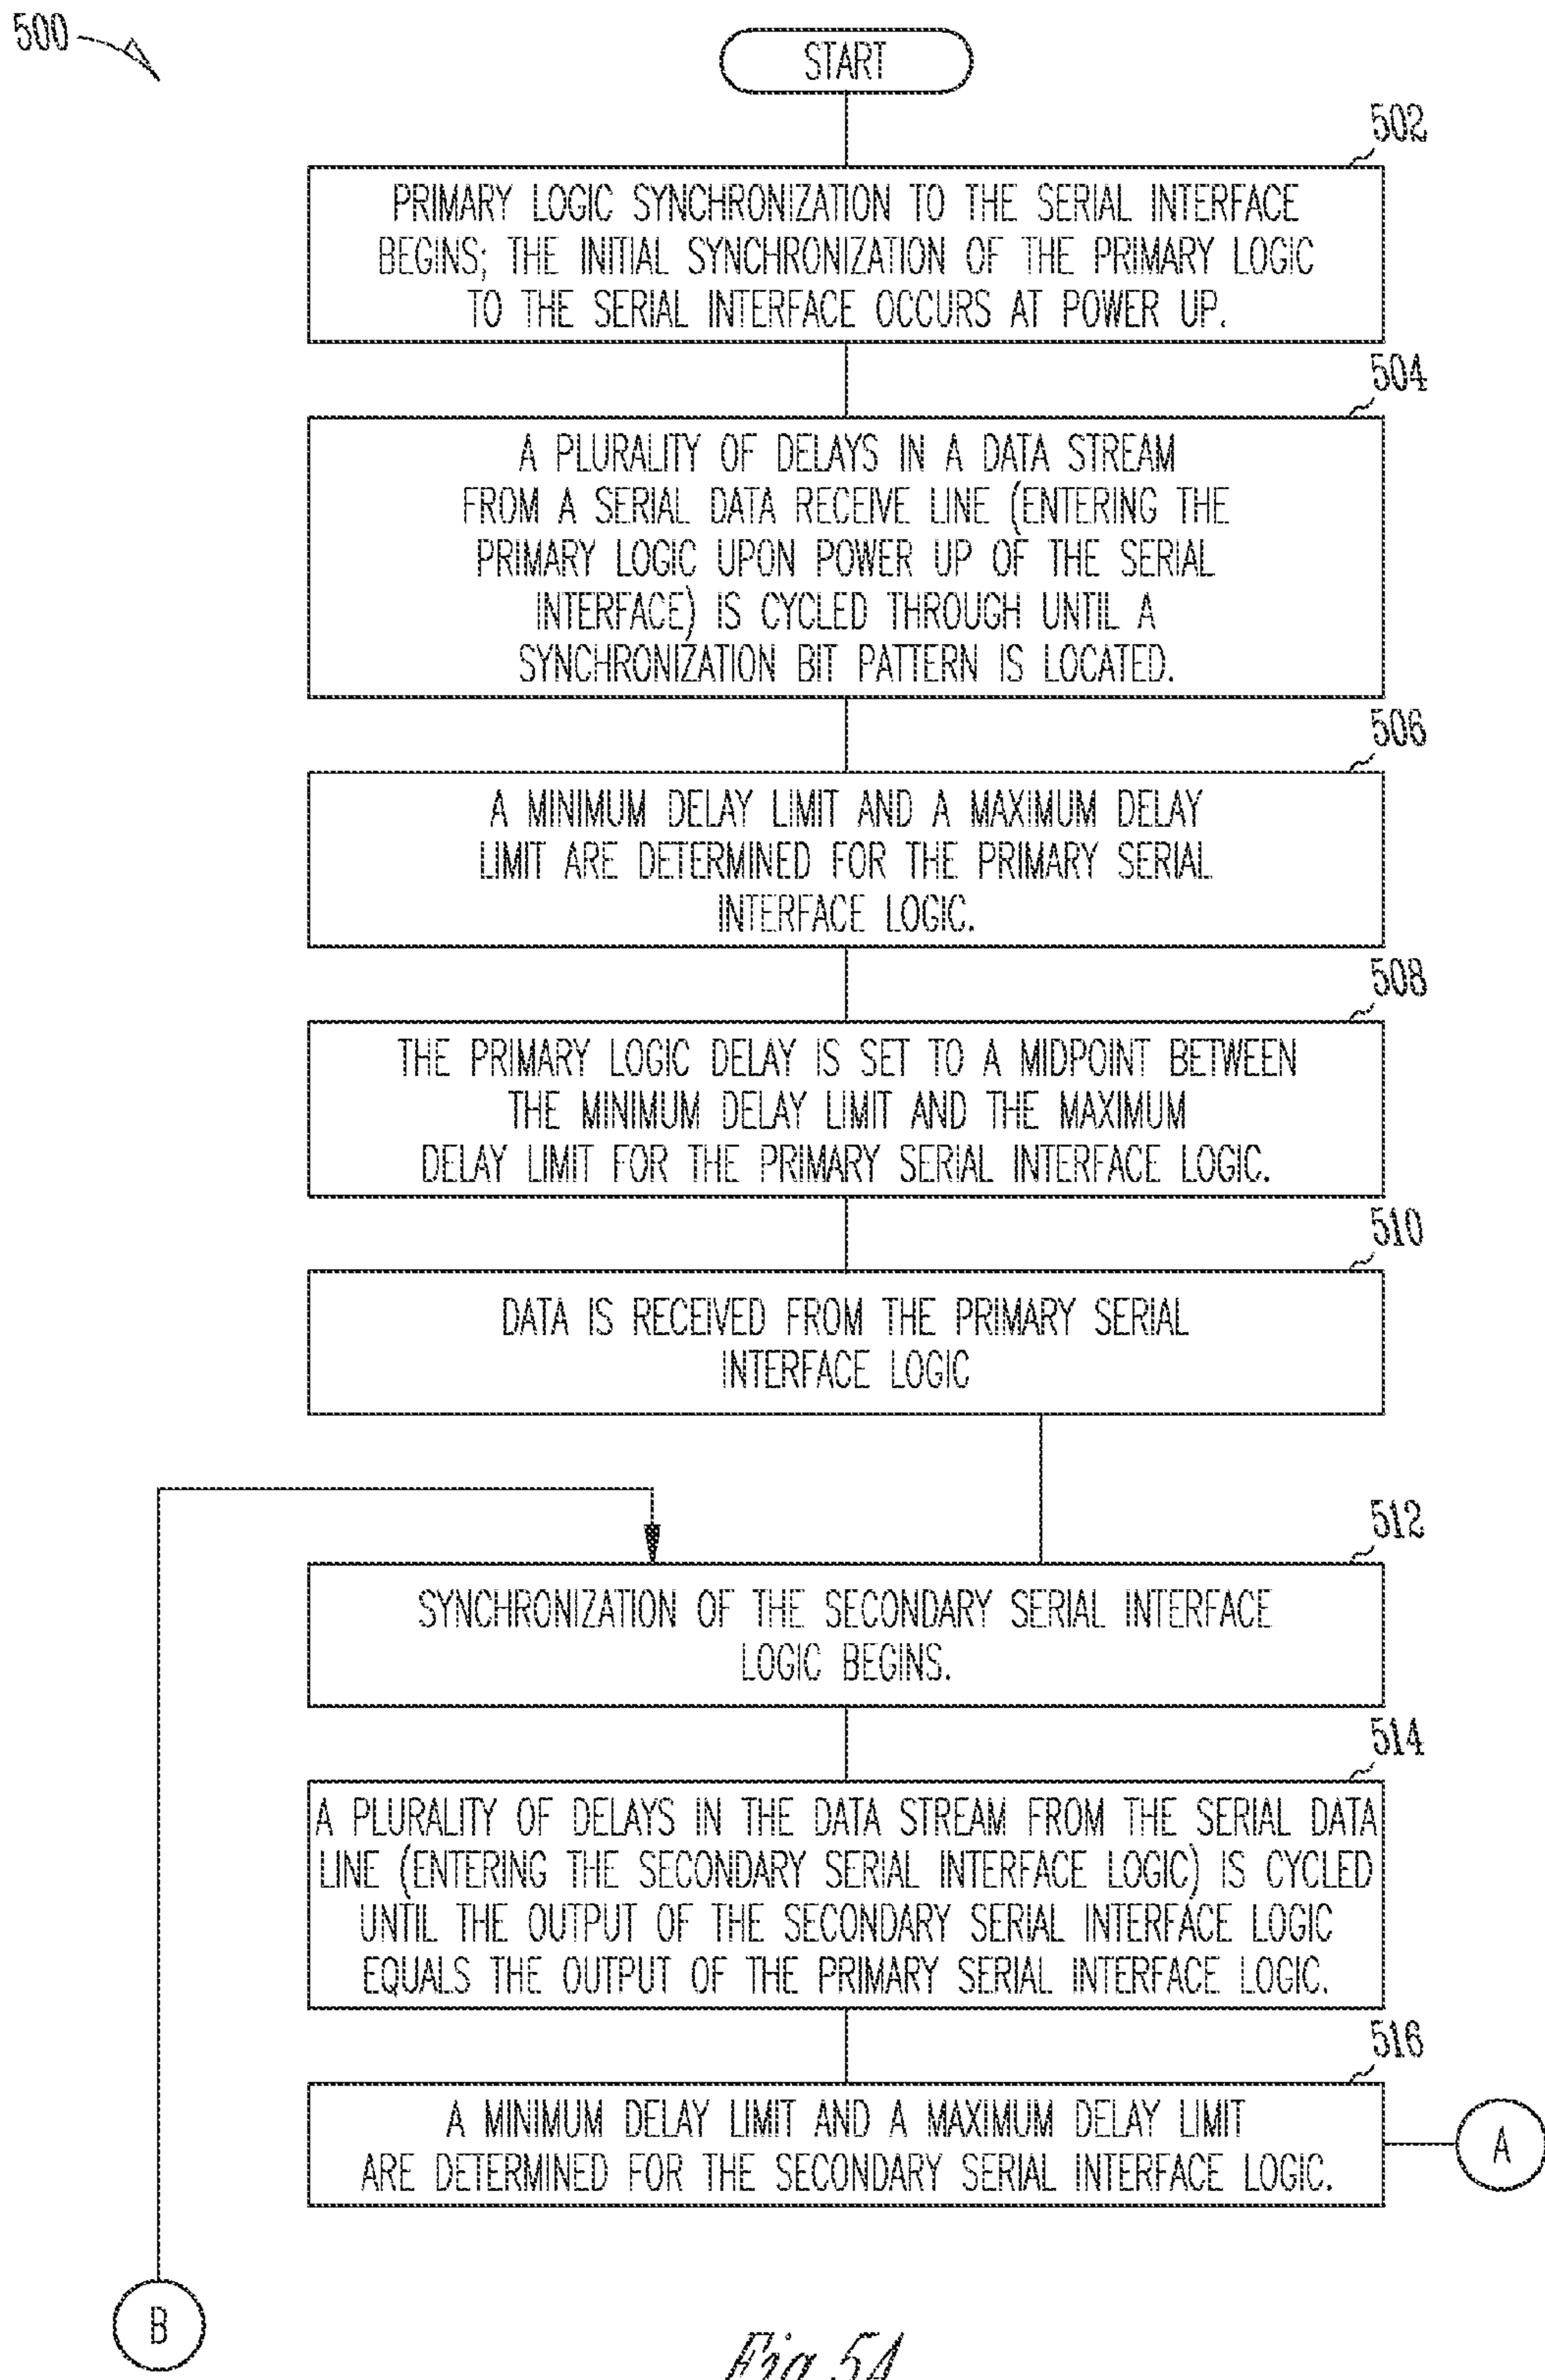 500
START
502
PRIMARY LOGIC SYNCHRONIZATION TO THE SERIAL INTERFACE
BEGINS; THE INITIAL SYNCHRONIZATION OF THE PRIMARY LOGIC
TO THE SERIAL INTERFACE OCCURS AT POWER UP.
504
A PLURALITY OF DELAYS IN A DATA STREAM
FROM A SERIAL DATA RECEIVE LINE (ENTERING THE
PRIMARY LOGIC UPON POWER UP OF THE SERIAL
INTERFACE) IS CYCLED THROUGH UNTIL A
SYNCHRONIZATION BIT PATTERN IS LOCATED.
506
A MINIMUM DELAY LIMIT AND A MAXIMUM DELAY
LIMIT ARE DETERMINED FOR THE PRIMARY SERIAL
INTERFACE LOGIC.
508
THE PRIMARY LOGIC DELAY IS SET TO A MIDPOINT BETWEEN
THE MINIMUM DELAY LIMIT AND THE MAXIMUM
DELAY LIMIT FOR THE PRIMARY SERIAL INTERFACE LOGIC.
510
DATA IS RECEIVED FROM THE PRIMARY SERIAL
INTERFACE LOGIC
512
SYNCHRONIZATION OF THE SECONDARY SERIAL INTERFACE
LOGIC BEGINS.
514
A PLURALITY OF DELAYS IN THE DATA STREAM FROM THE SERIAL DATA
LINE (ENTERING THE SECONDARY SERIAL INTERFACE LOGIC) IS CYCLED
UNTIL THE OUTPUT OF THE SECONDARY SERIAL INTERFACE LOGIC
EQUALS THE OUTPUT OF THE PRIMARY SERIAL INTERFACE LOGIC.
516
A MINIMUM DELAY LIMIT AND A MAXIMUM DELAY LIMIT
ARE DETERMINED FOR THE SECONDARY SERIAL INTERFACE LOGIC.
A
B
Fig. 5A